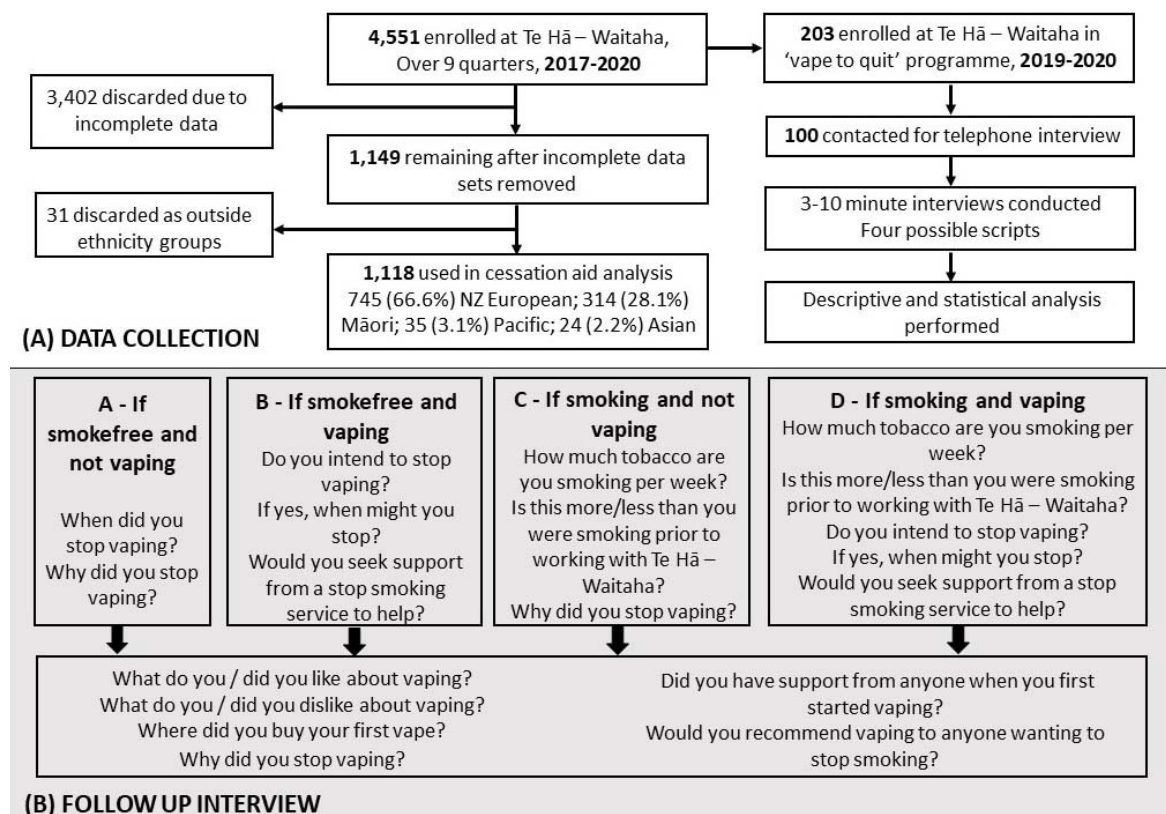 4,551 enrolled at Te Hā – Waitaha,
Over 9 quarters, 2017-2020
203 enrolled at Te Hā – Waitaha in
‘vape to quit’ programme, 2019-2020
3,402 discarded due to
incomplete data
100 contacted for telephone interview
1,149 remaining after incomplete data
sets removed
31 discarded as outside
ethnicity groups
3-10 minute interviews conducted
Four possible scripts
1,118 used in cessation aid analysis
745 (66.6%) NZ European; 314 (28.1%)
Māori; 35 (3.1%) Pacific; 24 (2.2%) Asian
Descriptive and statistical analysis
performed
(A) DATA COLLECTION
A - If
smokefree and
not vaping
When did you
stop vaping?
Why did you stop
vaping?
B - If smokefree and
vaping
Do you intend to stop
vaping?
If yes, when might you
stop?
Would you seek support
from a stop smoking
service to help?
C - If smoking and not
vaping
How much tobacco are
you smoking per week?
Is this more/less than you
were smoking prior to
working with Te Hā –
Waitaha?
Why did you stop vaping?
D - If smoking and vaping
How much tobacco are you smoking per
week?
Is this more/less than you were smoking
prior to working with Te Hā – Waitaha?
Do you intend to stop vaping?
If yes, when might you stop?
Would you seek support from a stop
smoking service to help?
What do you / did you like about vaping?
What do you / did you dislike about vaping?
Where did you buy your first vape?
Why did you stop vaping?
Did you have support from anyone when you first
started vaping?
Would you recommend vaping to anyone wanting to
stop smoking?
(B) FOLLOW UP INTERVIEW